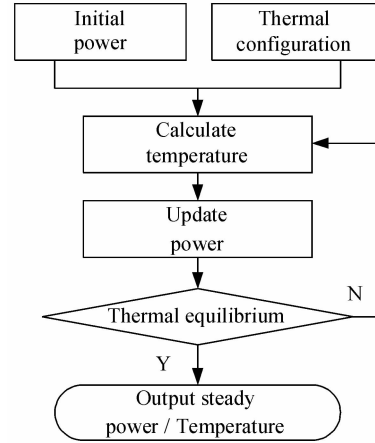 Initial
power
Thermal
configuration
Calculate
temperature
Update
power
Thermal equilibrium
N
Y
Output steady
power / Temperature